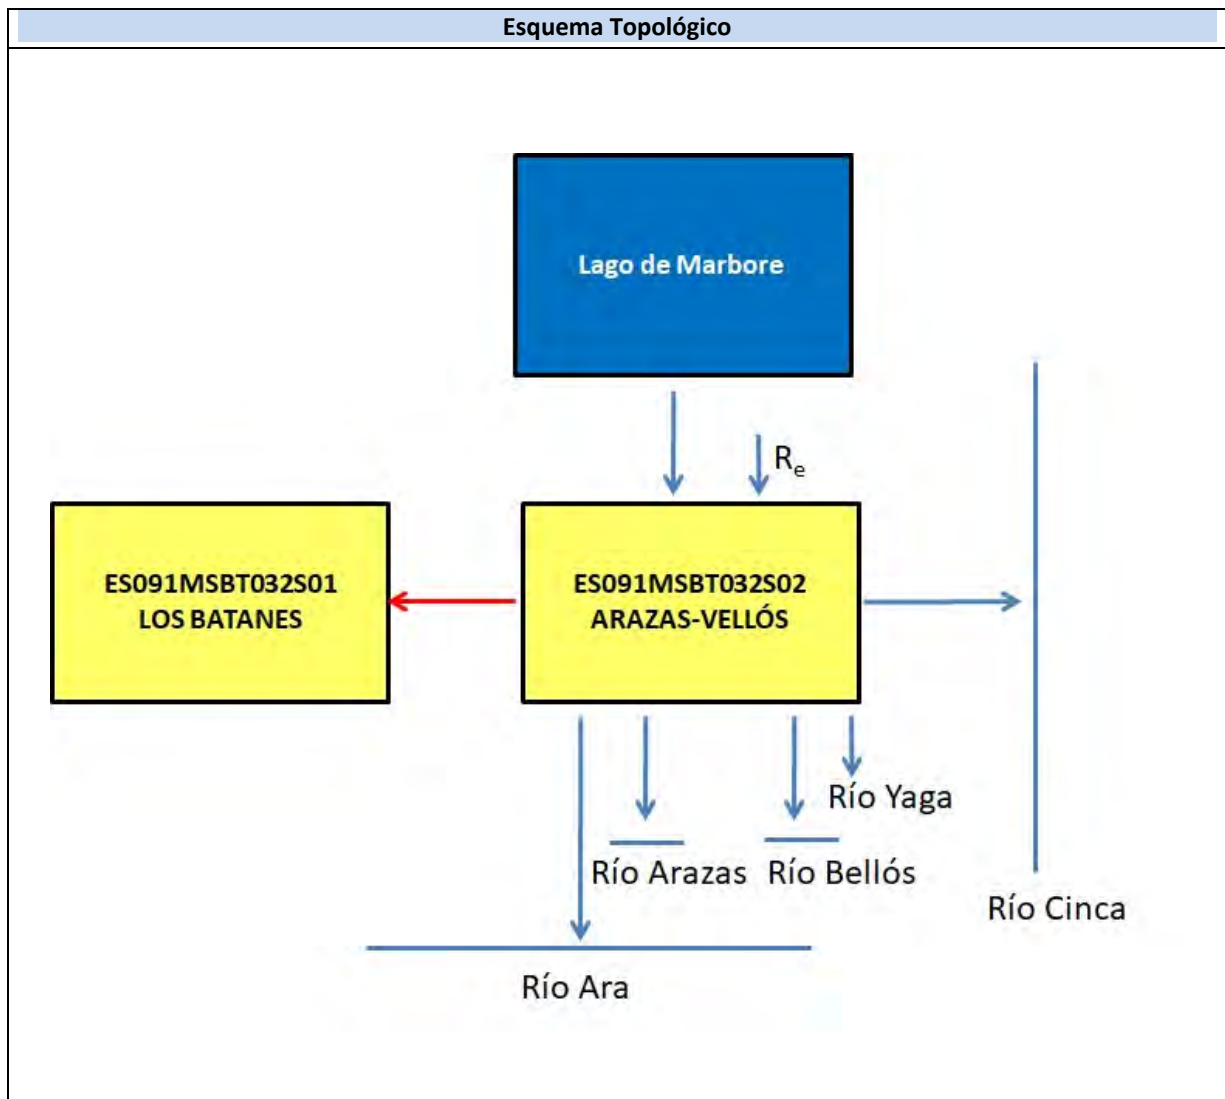 Esquema Topológico
Lago de Marbore
R_e
ES091MSBT032S01
LOS BATANES
ES091MSBT032S02
ARAZAS-VELLÓS
Río Yaga
Río Arazas
Río Bellós
Río Cinca
Río Ara